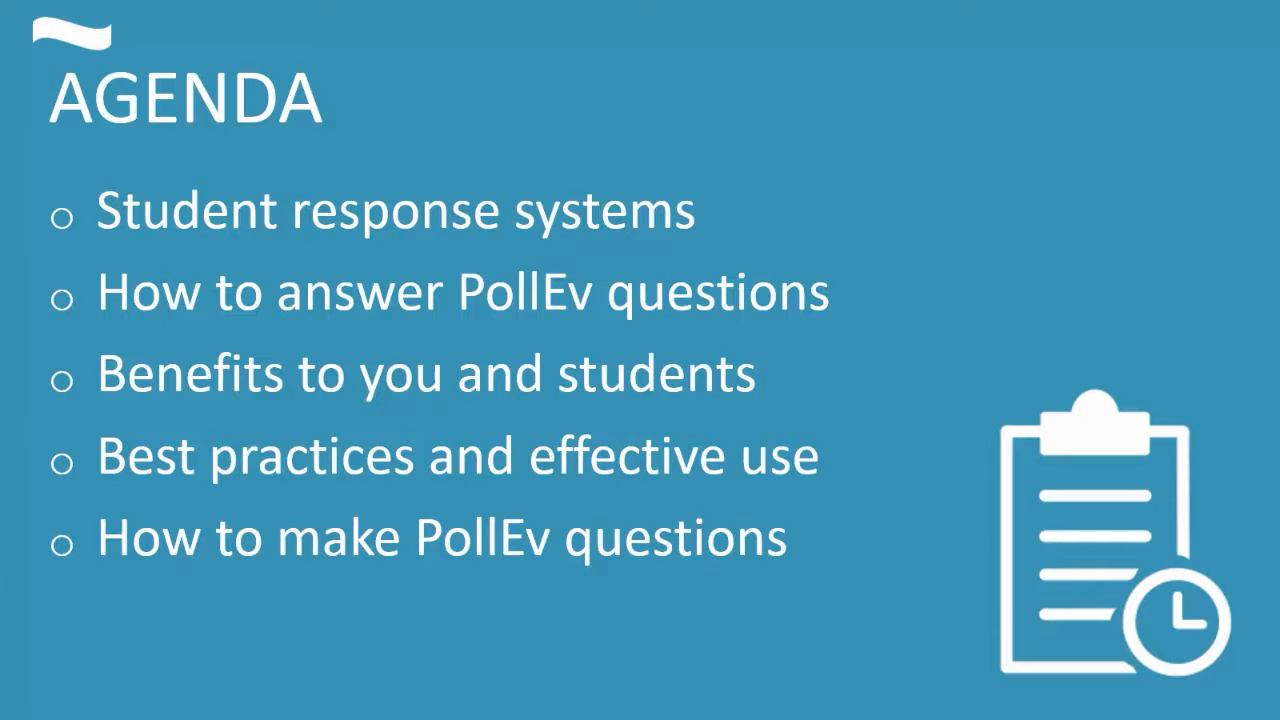 AGENDA
o Student response systems
o How to answer PollEv questions
o Benefits to you and students
o Best practices and effective use
o How to make PollEv questions